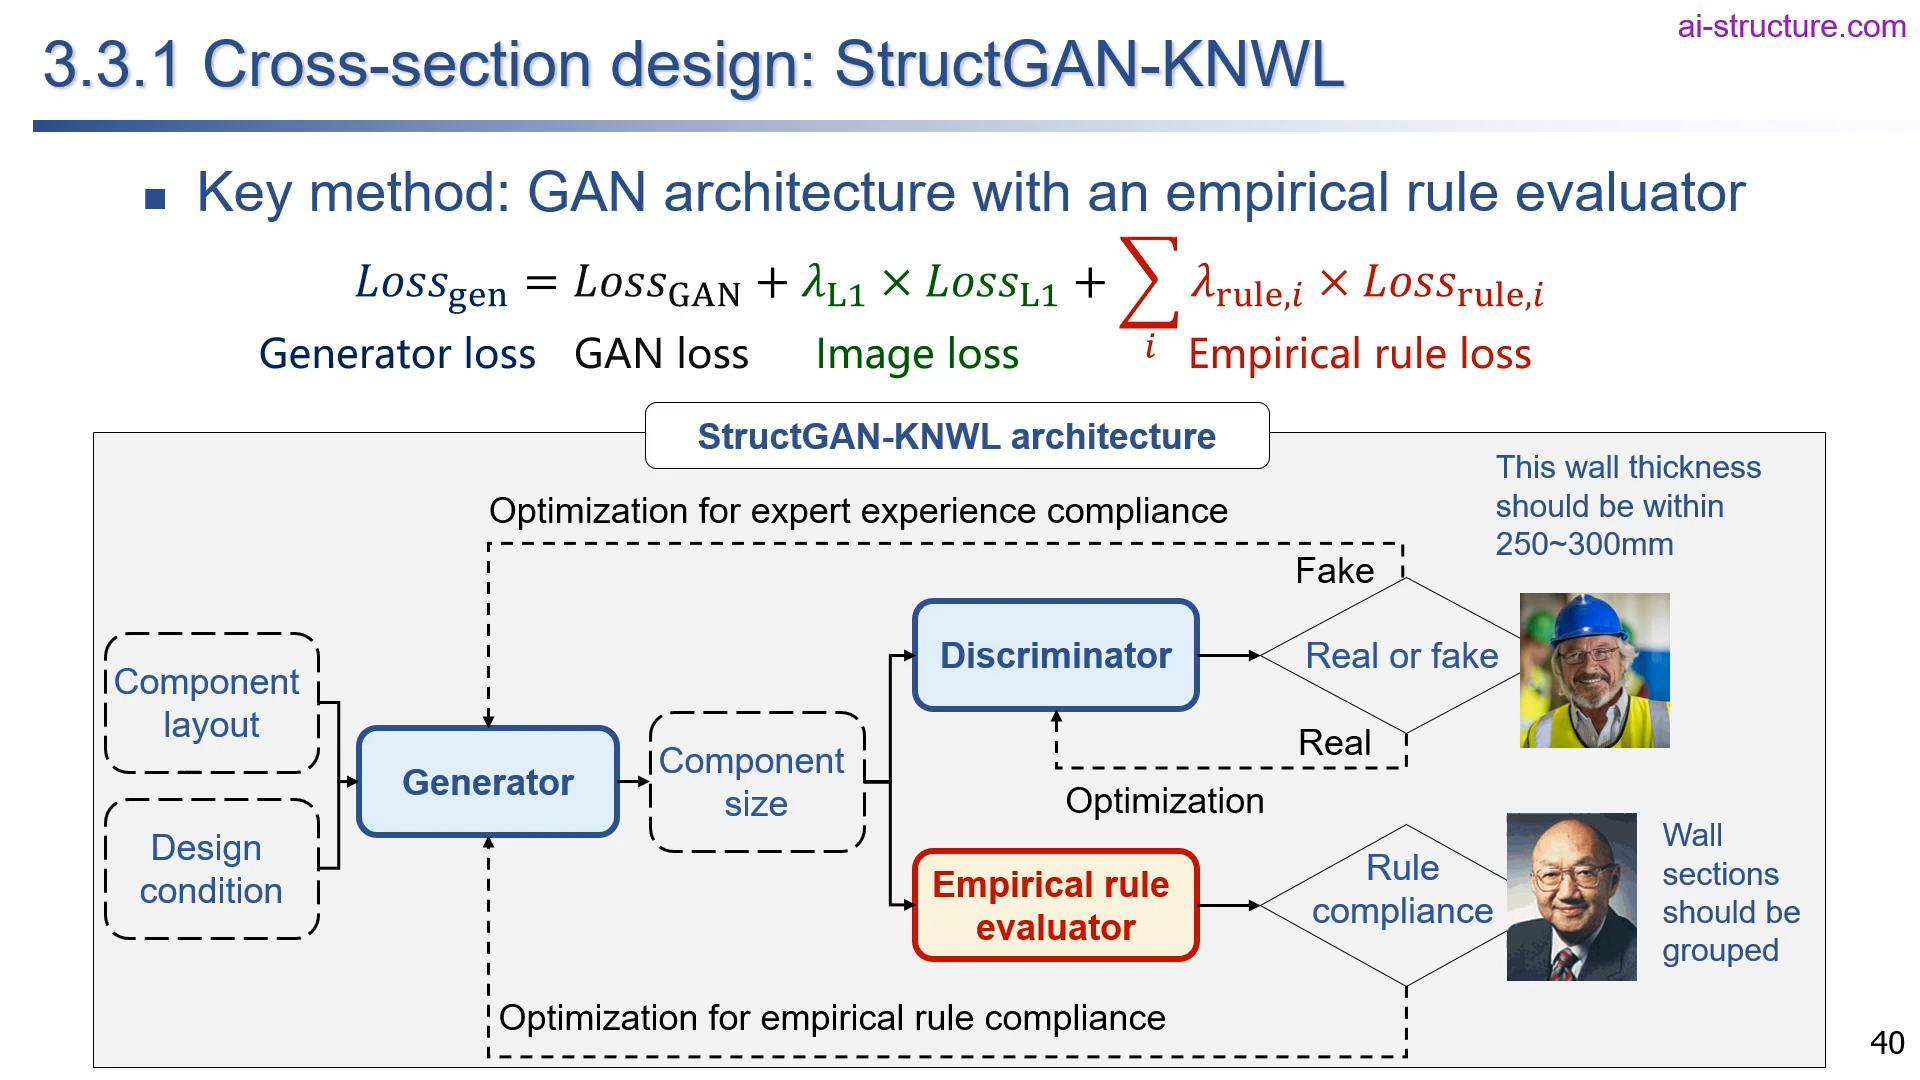 ai-structure.com
3.3.1 Cross-section design: StructGAN-KNWL
Key method: GAN architecture with an empirical rule evaluator
Loss_gen = Loss_GAN + λ_L1 × Loss_L1 + ∑_i λ_rule,i × Loss_rule,i
Generator loss GAN loss Image loss Empirical rule loss
StructGAN-KNWL architecture
This wall thickness
should be within
250~300mm
Optimization for expert experience compliance
Fake
Discriminator
Real or fake
Component
layout
Real
Generator
Component
size
Optimization
Design
condition
Empirical rule
evaluator
Rule
compliance
Wall
sections
should be
grouped
Optimization for empirical rule compliance
40